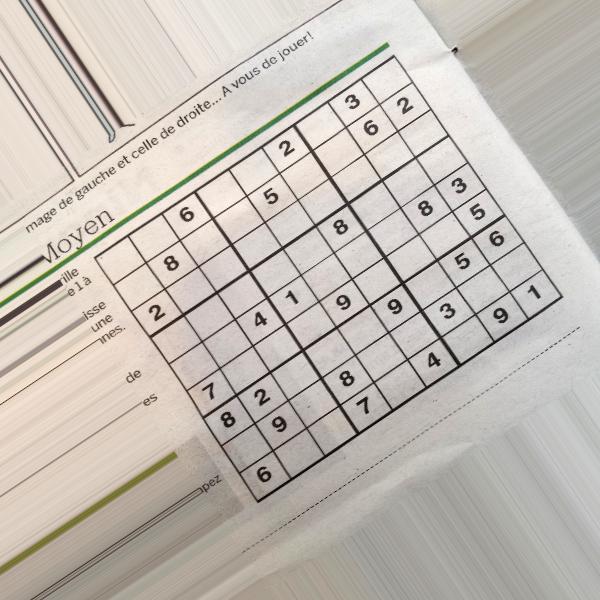 mage de gauche et celle de droite... A vous de jouer!
Moyen
ille
e 1 à
isse
une
ines.
de
es
pez
6 2 3
8 5 6 2
2
8
4 1 8 3
7 9 5
8 2 9 5 6
9 8 3
6 7 4 9 1